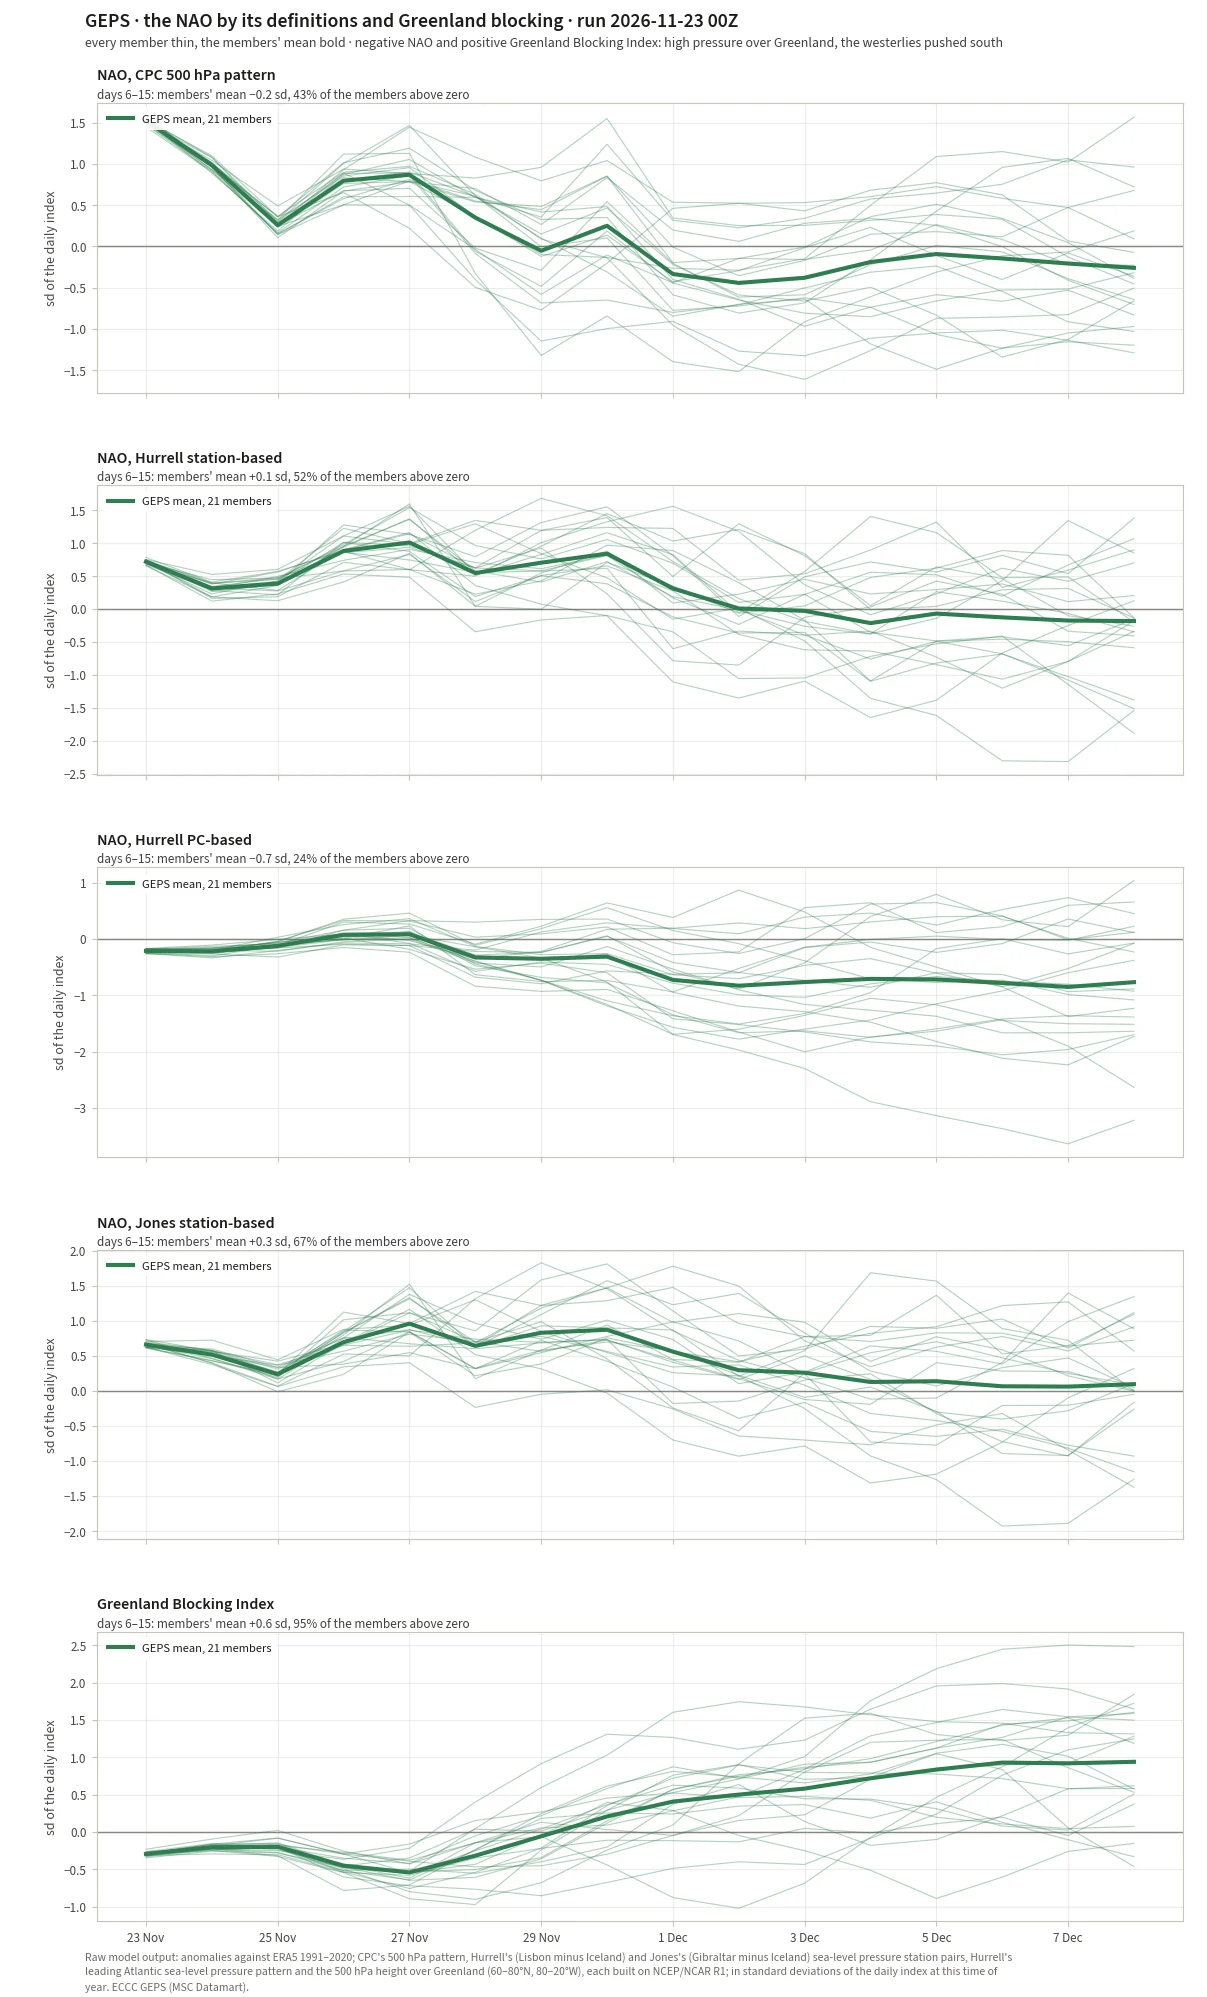 GEPS · the NAO by its definitions and Greenland blocking · run 2026-11-23 00Z
every member thin, the members' mean bold · negative NAO and positive Greenland Blocking Index: high pressure over Greenland, the westerlies pushed south
NAO, CPC 500 hPa pattern
days 6–15: members' mean −0.2 sd, 43% of the members above zero
GEPS mean, 21 members
sd of the daily index
1.5
1.0
0.5
0.0
−0.5
−1.0
−1.5
NAO, Hurrell station-based
days 6–15: members' mean +0.1 sd, 52% of the members above zero
GEPS mean, 21 members
sd of the daily index
1.5
1.0
0.5
0.0
−0.5
−1.0
−1.5
−2.0
−2.5
NAO, Hurrell PC-based
days 6–15: members' mean −0.7 sd, 24% of the members above zero
GEPS mean, 21 members
sd of the daily index
1
0
−1
−2
−3
NAO, Jones station-based
days 6–15: members' mean +0.3 sd, 67% of the members above zero
GEPS mean, 21 members
sd of the daily index
2.0
1.5
1.0
0.5
0.0
−0.5
−1.0
−1.5
−2.0
Greenland Blocking Index
days 6–15: members' mean +0.6 sd, 95% of the members above zero
GEPS mean, 21 members
sd of the daily index
2.5
2.0
1.5
1.0
0.5
0.0
−0.5
−1.0
23 Nov 25 Nov 27 Nov 29 Nov 1 Dec 3 Dec 5 Dec 7 Dec
Raw model output: anomalies against ERA5 1991–2020; CPC's 500 hPa pattern, Hurrell's (Lisbon minus Iceland) and Jones's (Gibraltar minus Iceland) sea-level pressure station pairs, Hurrell's
leading Atlantic sea-level pressure pattern and the 500 hPa height over Greenland (60–80°N, 80–20°W), each built on NCEP/NCAR R1; in standard deviations of the daily index at this time of
year. ECCC GEPS (MSC Datamart).